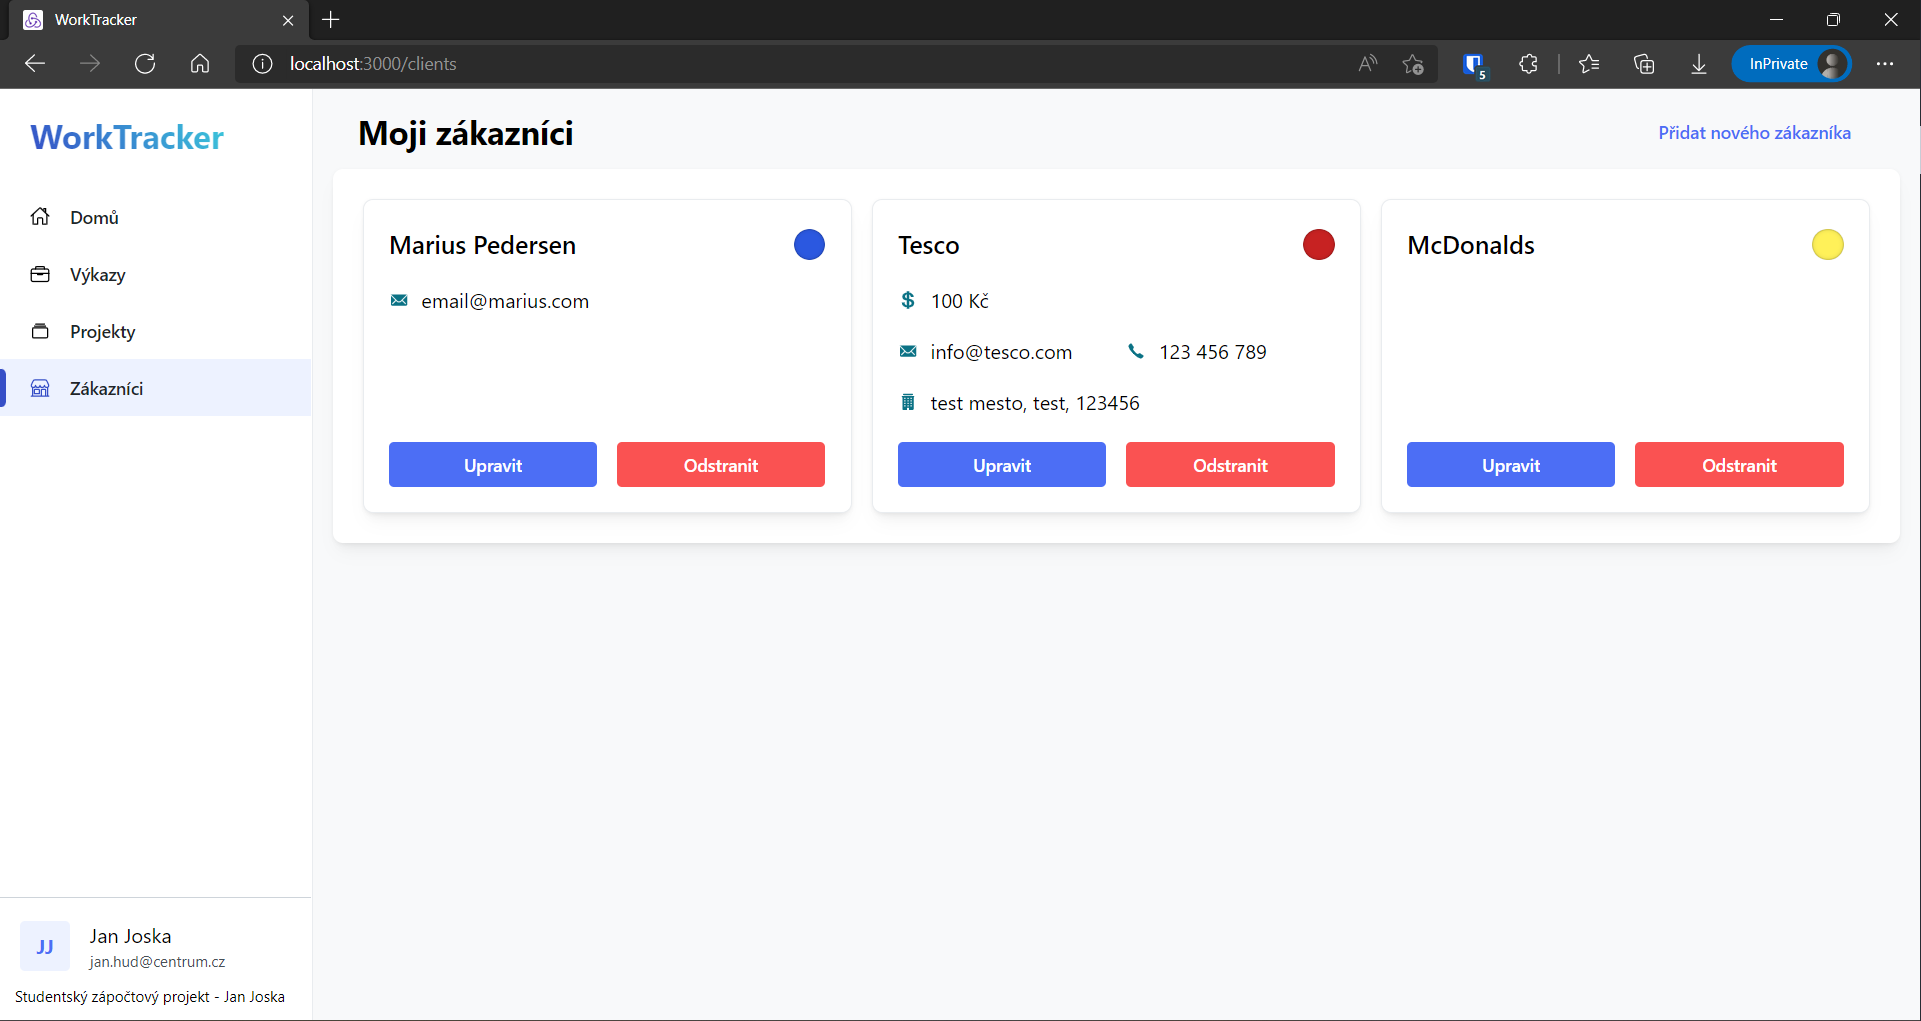 WorkTracker
localhost:3000/clients
5
InPrivate
WorkTracker
Domů
Výkazy
Projekty
Zákazníci
Jan Joska
JJ
jan.hud@centrum.cz
Studentský zápočtový projekt - Jan Joska
Moji zákazníci
Přidat nového zákazníka
Marius Pedersen
email@marius.com
Upravit
Odstranit
Tesco
100 Kč
info@tesco.com
123 456 789
test mesto, test, 123456
Upravit
Odstranit
McDonalds
Upravit
Odstranit